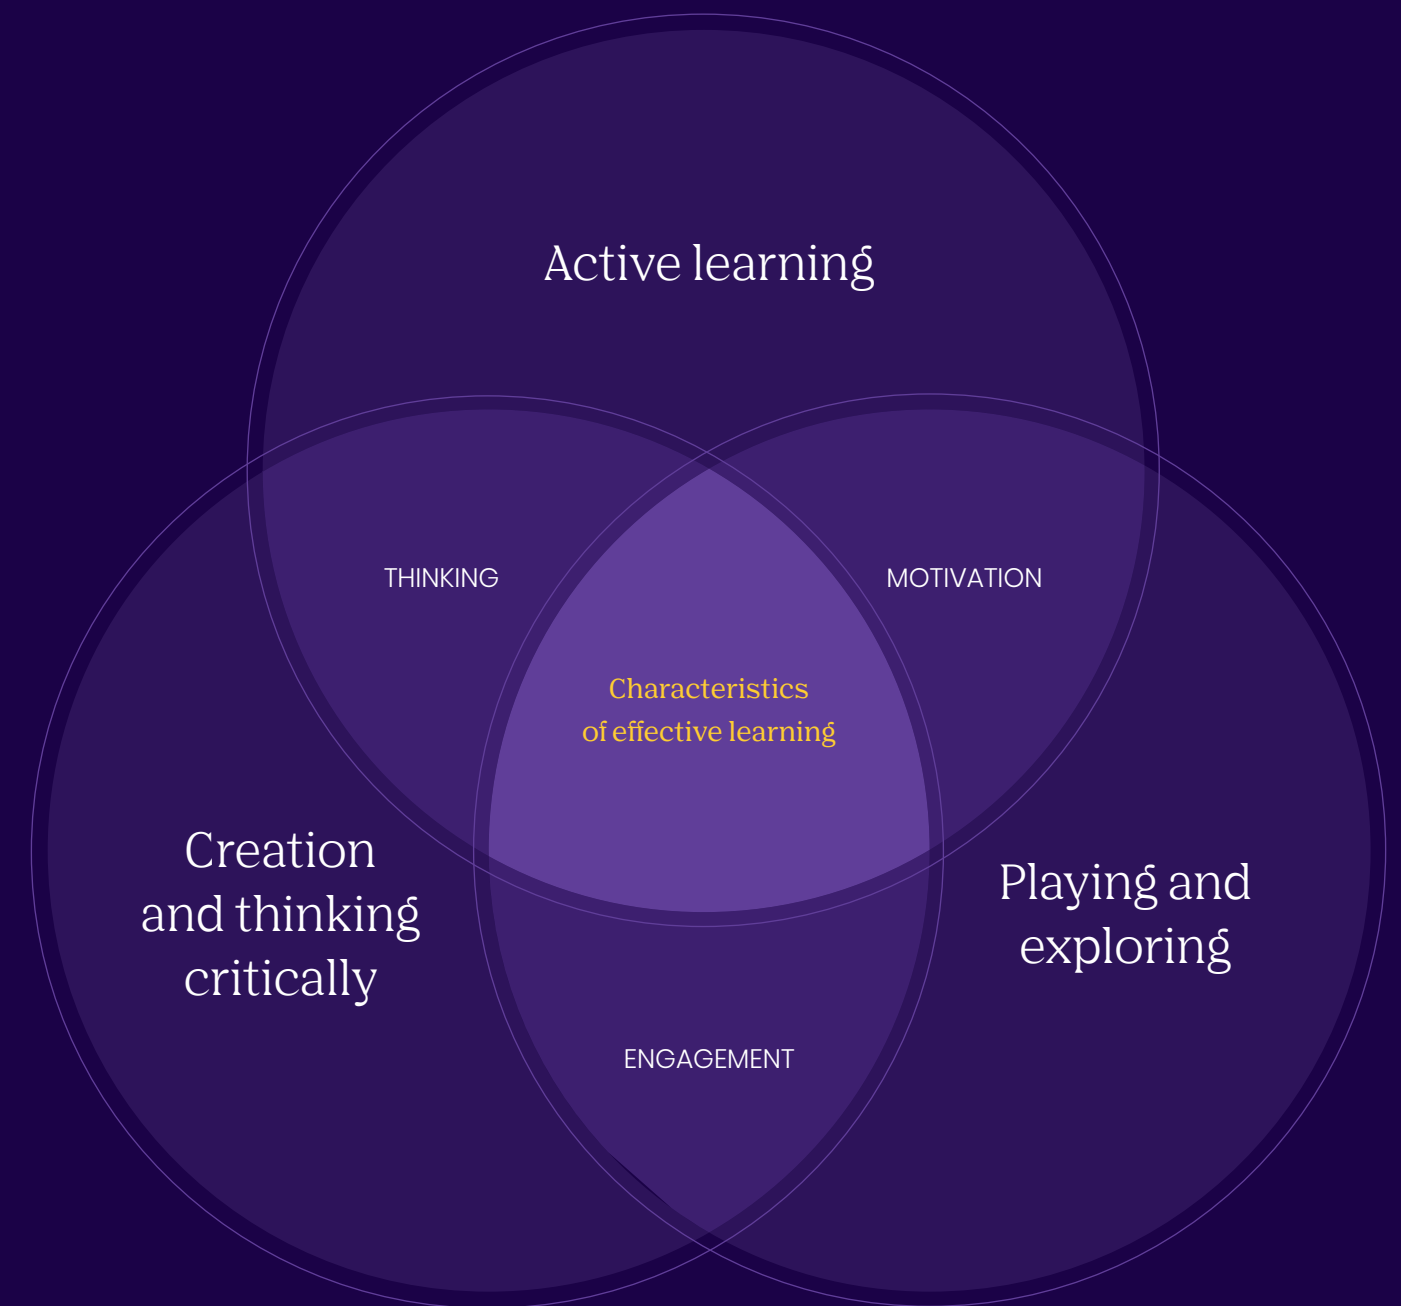 Active learning
THINKING
MOTIVATION
Characteristics
of effective learning
Creation
and thinking
critically
Playing and
exploring
ENGAGEMENT